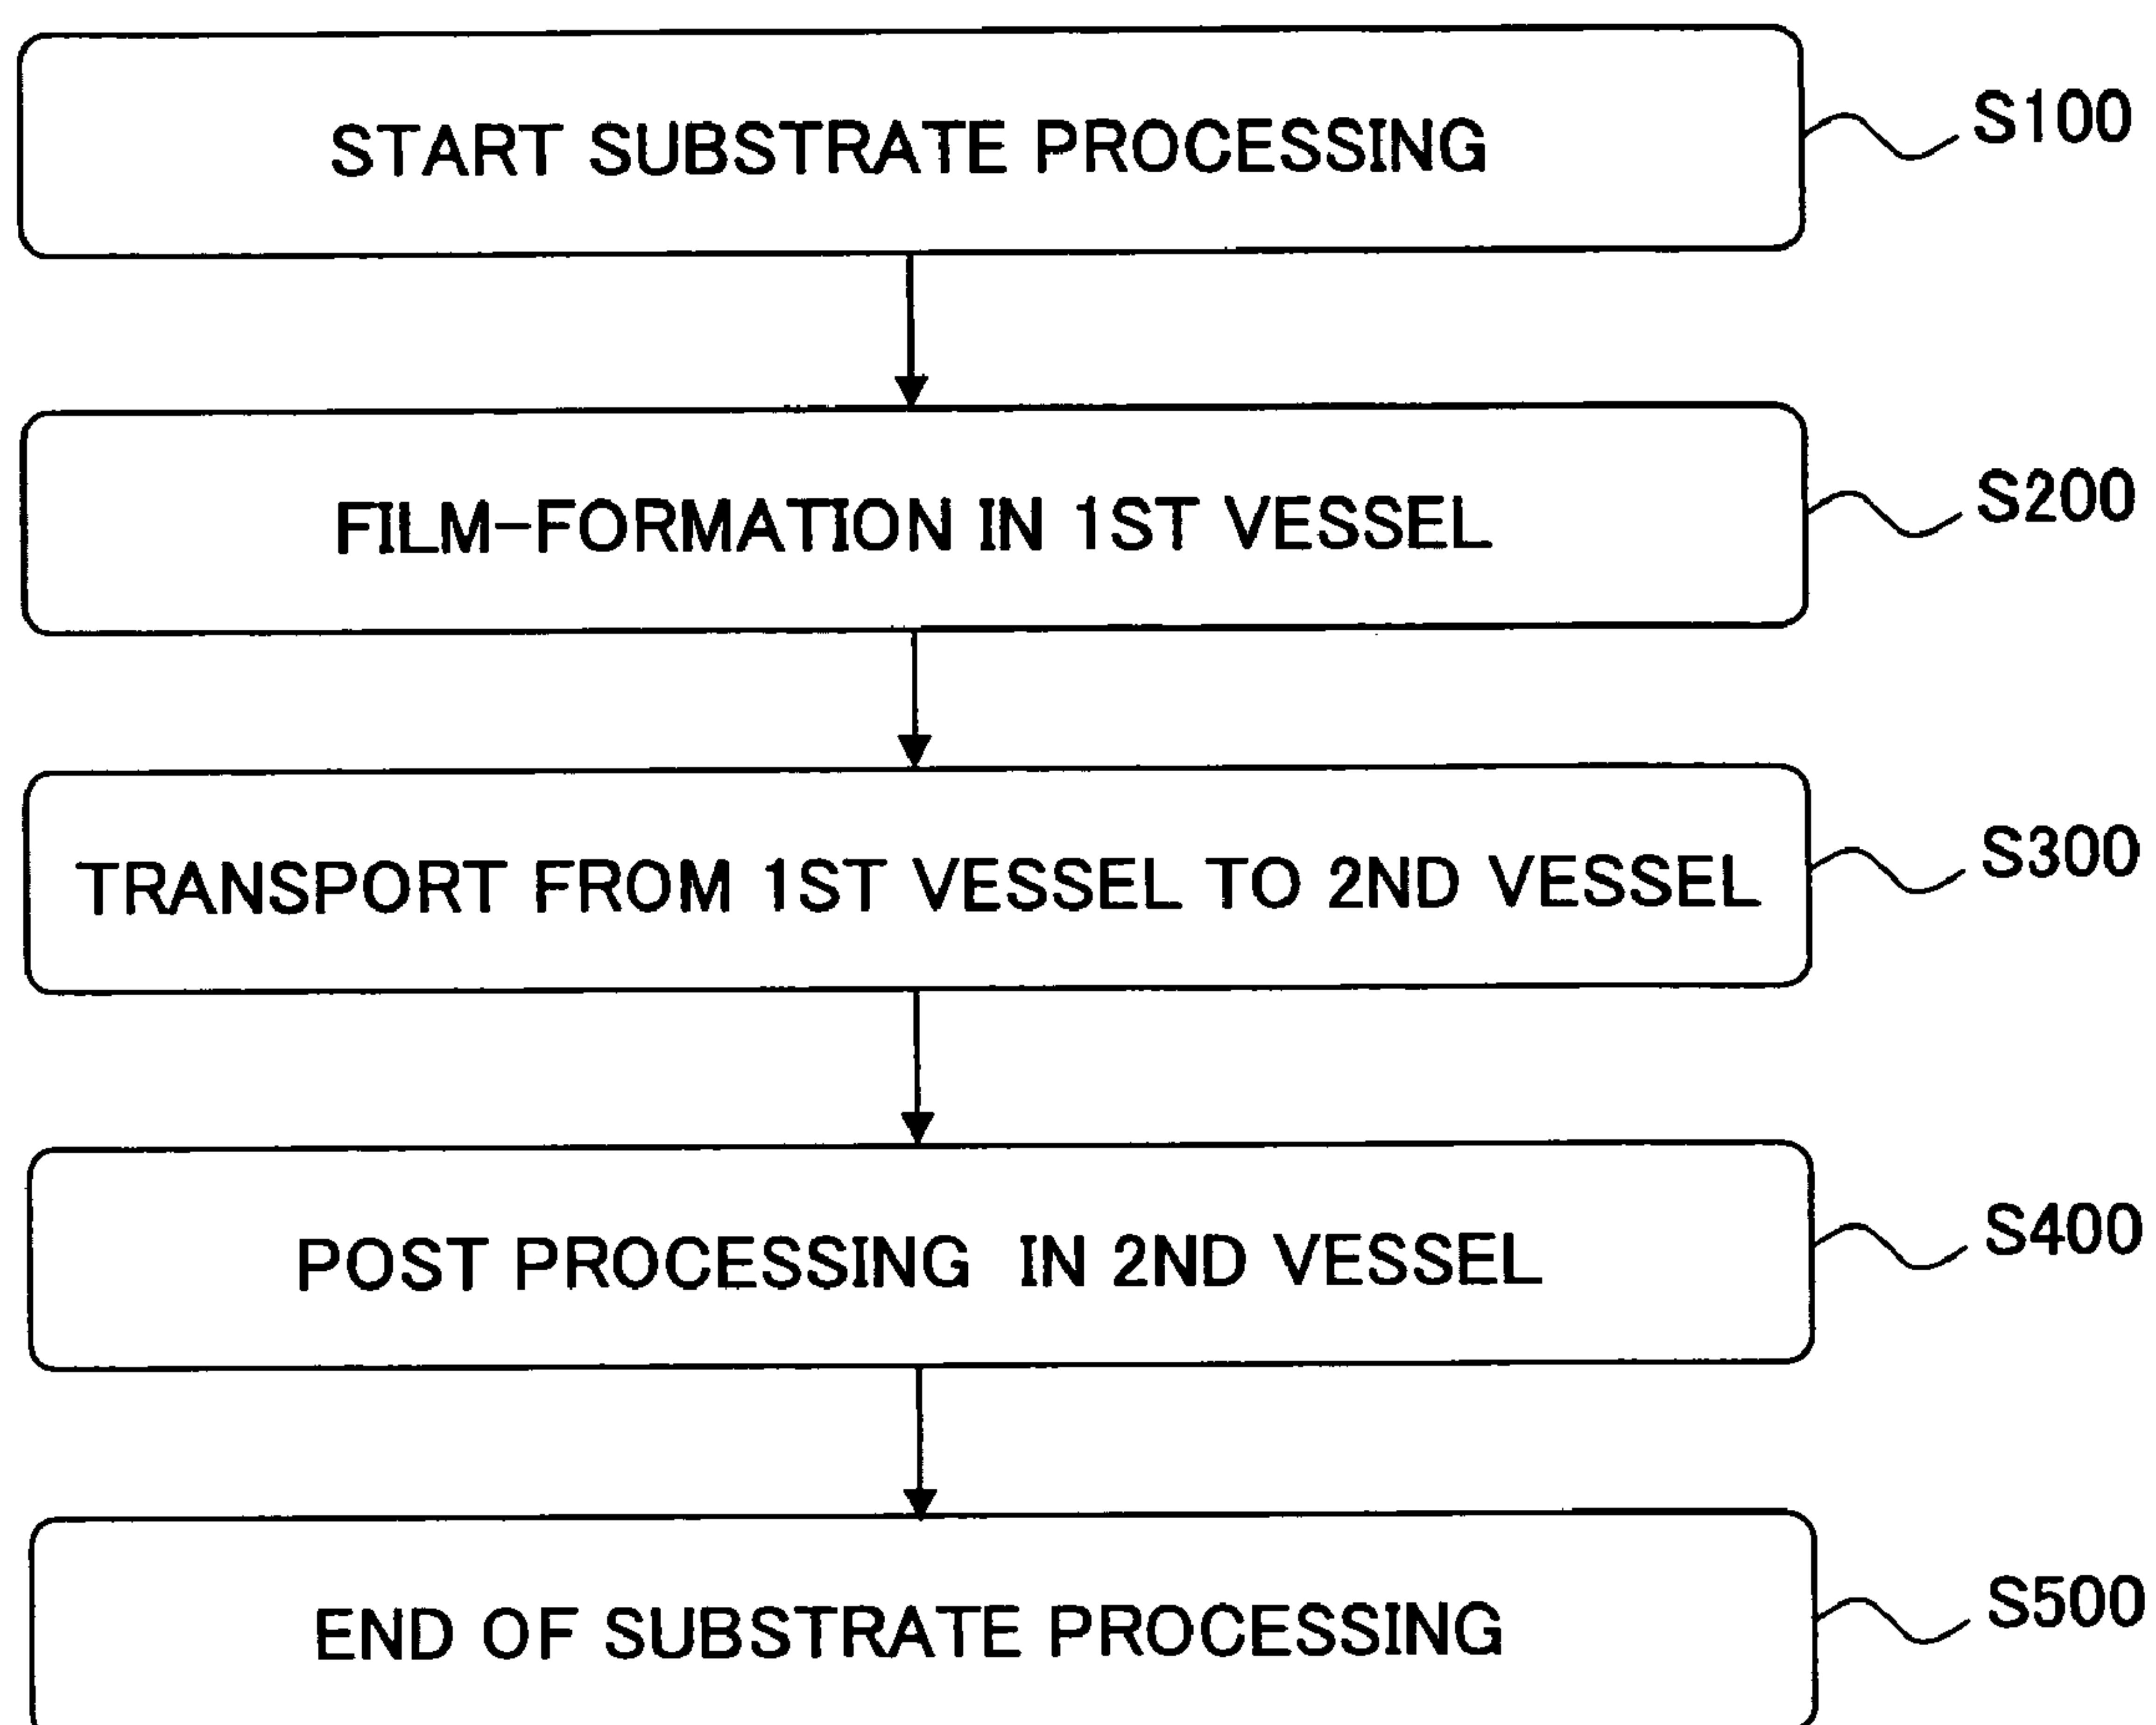 START SUBSTRATE PROCESSING
S100
FILM-FORMATION IN 1ST VESSEL
S200
TRANSPORT FROM 1ST VESSEL TO 2ND VESSEL
S300
POST PROCESSING IN 2ND VESSEL
S400
END OF SUBSTRATE PROCESSING
S500